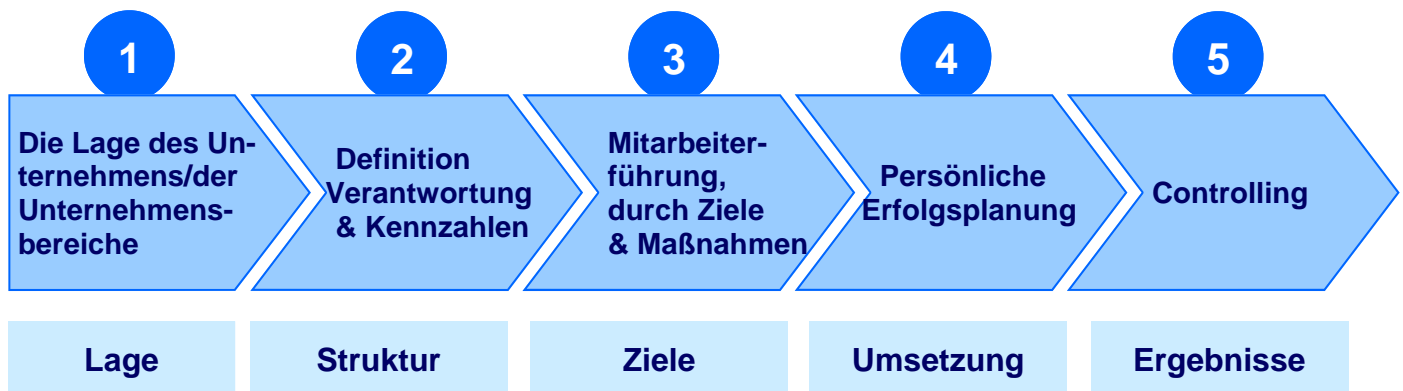 1
Die Lage des Un-
ternehmens/der
Unternehmens-
bereiche
2
Definition
Verantwortung
& Kennzahlen
3
Mitarbeiter-
führung,
durch Ziele
& Maßnahmen
4
Persönliche
Erfolgsplanung
5
Controlling
Lage
Struktur
Ziele
Umsetzung
Ergebnisse